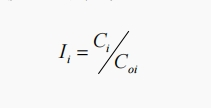 I_i = C_i / C_oi